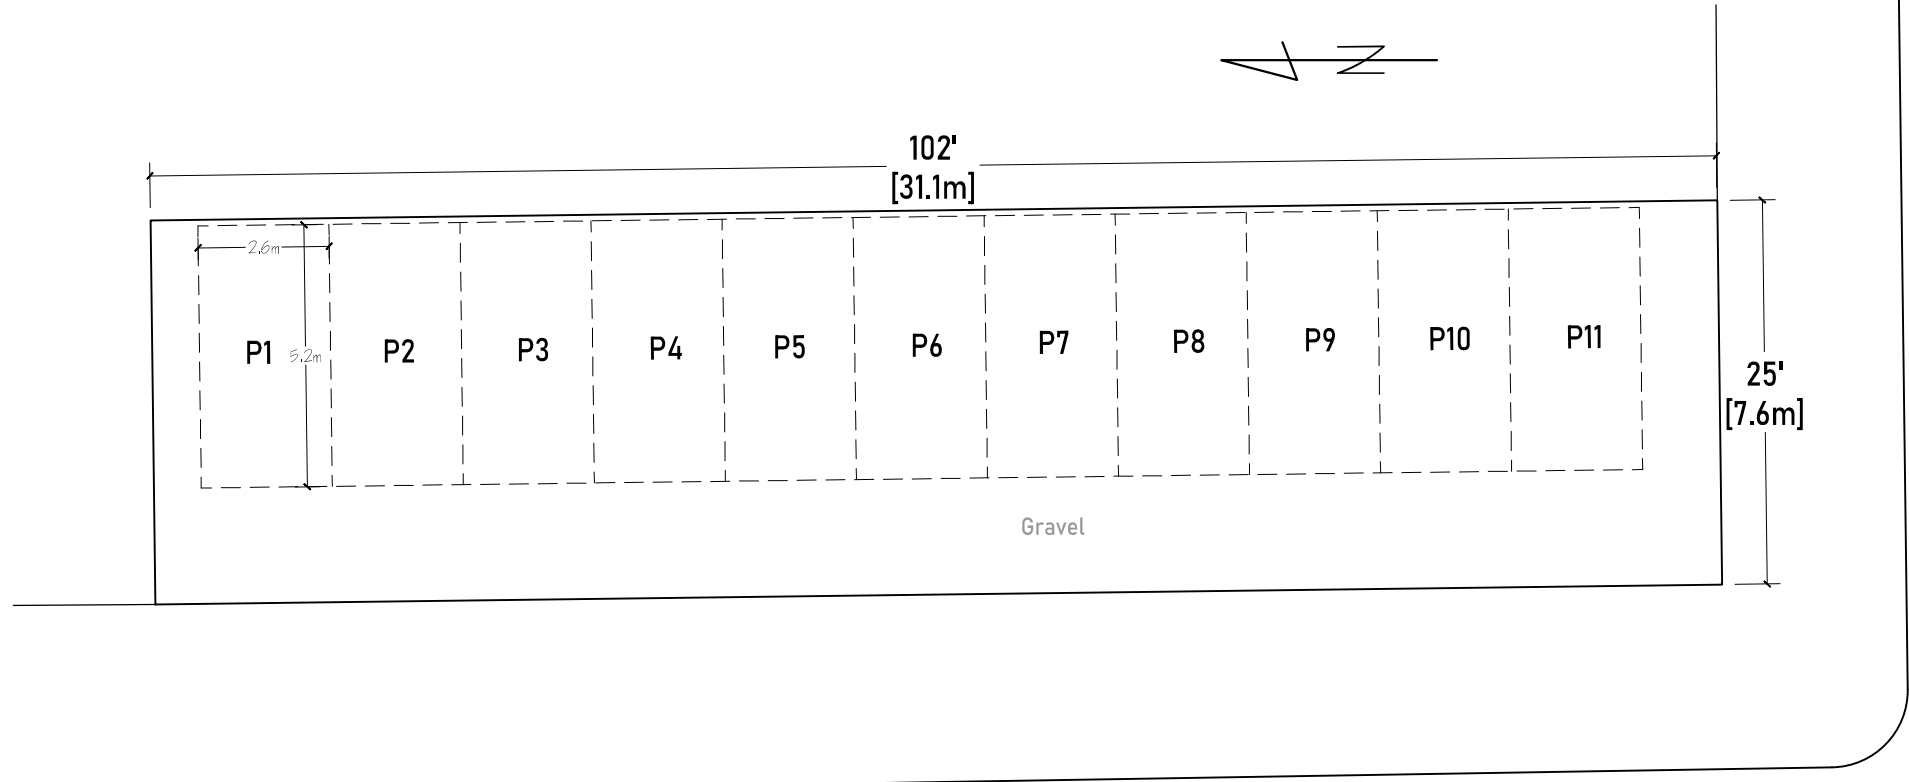 N
102'
[31.1m]
2.6m
P1
5.2m
P2
P3
P4
P5
P6
P7
P8
P9
P10
P11
25'
[7.6m]
Gravel